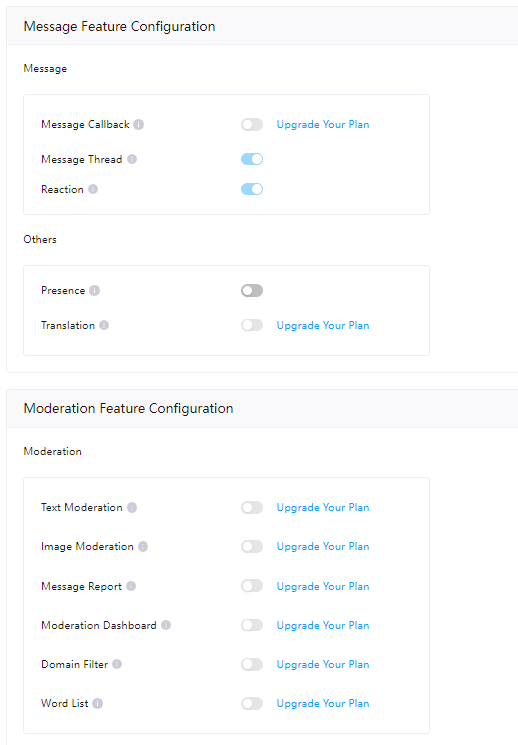 Message Feature Configuration
Message
Message Callback Upgrade Your Plan
Message Thread
Reaction
Others
Presence
Translation Upgrade Your Plan
Moderation Feature Configuration
Moderation
Text Moderation Upgrade Your Plan
Image Moderation Upgrade Your Plan
Message Report Upgrade Your Plan
Moderation Dashboard Upgrade Your Plan
Domain Filter Upgrade Your Plan
Word List Upgrade Your Plan